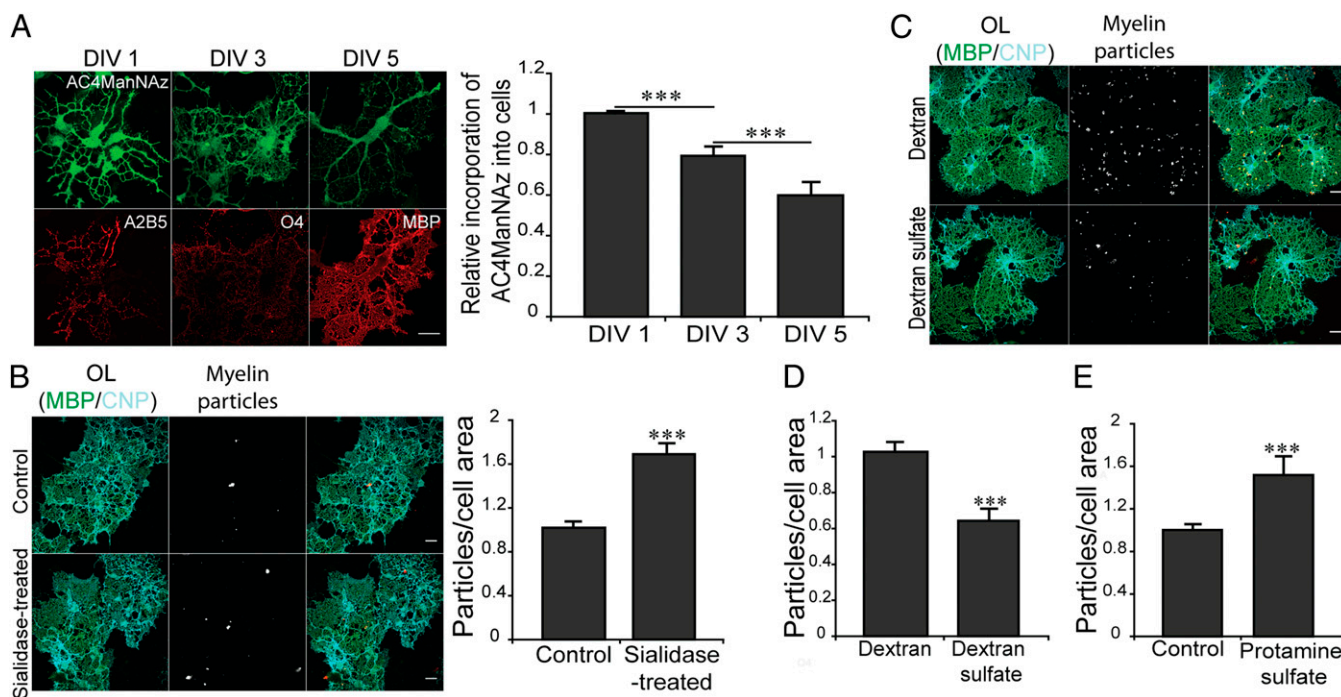 A
DIV 1 DIV 3 DIV 5
AC4ManNAz
A2B5 O4 MBP
Relative incorporation of
AC4ManNAz into cells
1.2
1
0.8
0.6
0.4
0.2
0
***
***
DIV 1 DIV 3 DIV 5
B
OL
(MBP/CNP)
Myelin
particles
Control
Sialidase-treated
Particles/cell area
2
1.6
1.2
0.8
0.4
0
***
Control
Sialidase
-treated
C
OL
(MBP/CNP)
Myelin
particles
Dextran
Dextran sulfate
D
Particles/cell area
1.2
1
0.8
0.6
0.4
0.2
0
***
Dextran
Dextran
sulfate
O4
E
Particles/cell area
2
1.6
1.2
0.8
0.4
0
***
Control
Protamine
sulfate